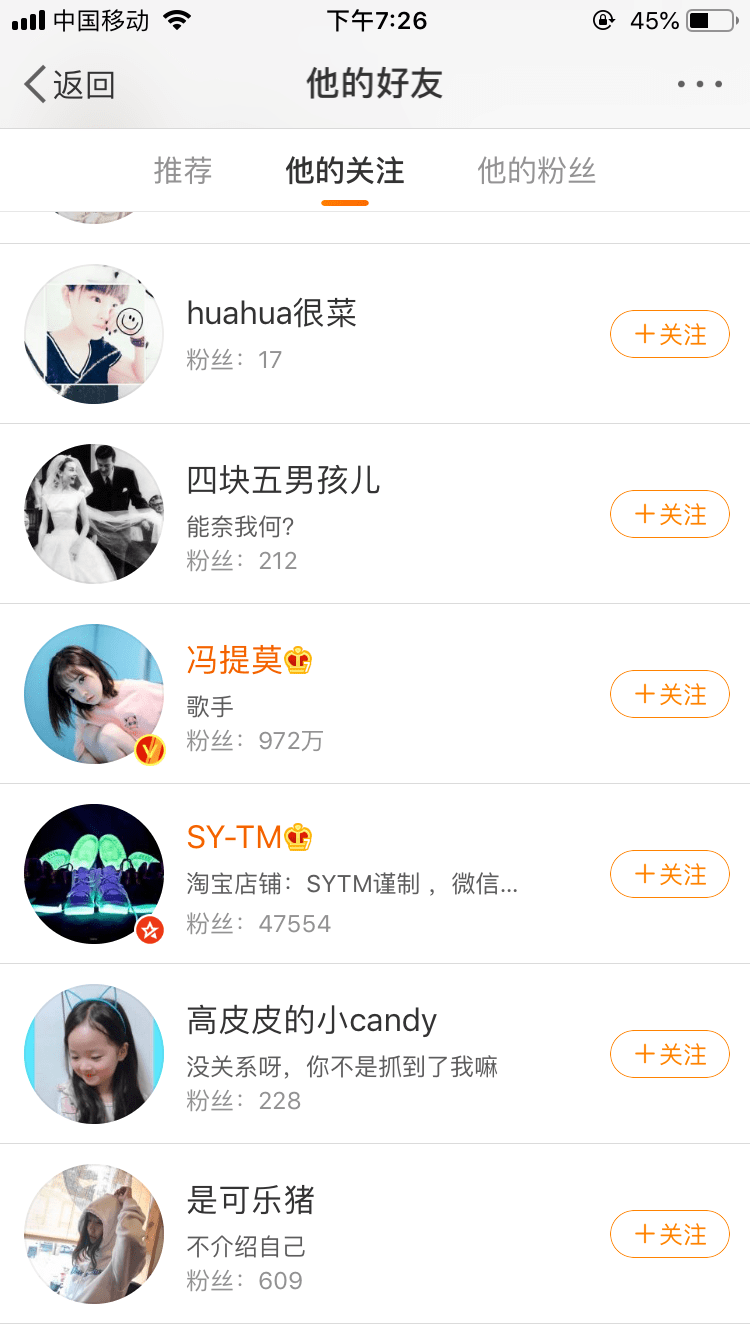 中国移动 下午7:26 45%
返回 他的好友
推荐 他的关注 他的粉丝
huahua很菜
粉丝：17
＋关注
四块五男孩儿
能奈我何?
粉丝：212
＋关注
冯提莫
歌手
粉丝：972万
＋关注
SY-TM
淘宝店铺：SYTM谨制 ，微信...
粉丝：47554
＋关注
高皮皮的小candy
没关系呀，你不是抓到了我嘛
粉丝：228
＋关注
是可乐猪
不介绍自己
粉丝：609
＋关注